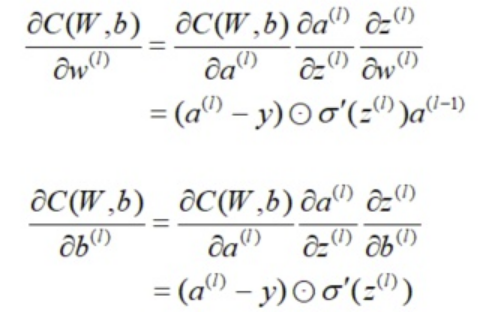 ∂C(W,b)/∂w⁽ˡ⁾ = ∂C(W,b)/∂a⁽ˡ⁾ ∂a⁽ˡ⁾/∂z⁽ˡ⁾ ∂z⁽ˡ⁾/∂w⁽ˡ⁾
= (a⁽ˡ⁾ − y) ⊙ σ′(z⁽ˡ⁾)a⁽ˡ⁻¹⁾
∂C(W,b)/∂b⁽ˡ⁾ = ∂C(W,b)/∂a⁽ˡ⁾ ∂a⁽ˡ⁾/∂z⁽ˡ⁾ ∂z⁽ˡ⁾/∂b⁽ˡ⁾
= (a⁽ˡ⁾ − y) ⊙ σ′(z⁽ˡ⁾)